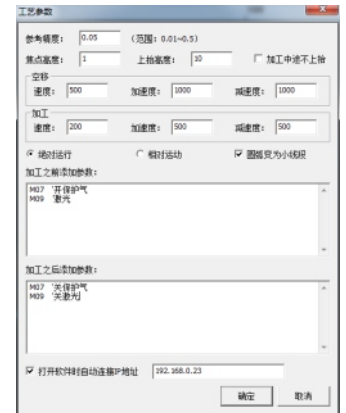 工艺参数
参考精度： 0.05 （范围：0.01~0.5）
焦点高度： 1 上抬高度： 10 加工中途不上抬
空移
速度： 500 加速度： 1000 减速度： 1000
加工
速度： 200 加速度： 500 减速度： 500
绝对运行 相对运动 圆弧变为小线段
加工之前添加参数：
M07 '开保护气
M09 '激光
加工之后添加参数：
M07 '关保护气
M09 '关激光
打开软件时自动连接IP地址 192.168.0.23
确定 取消